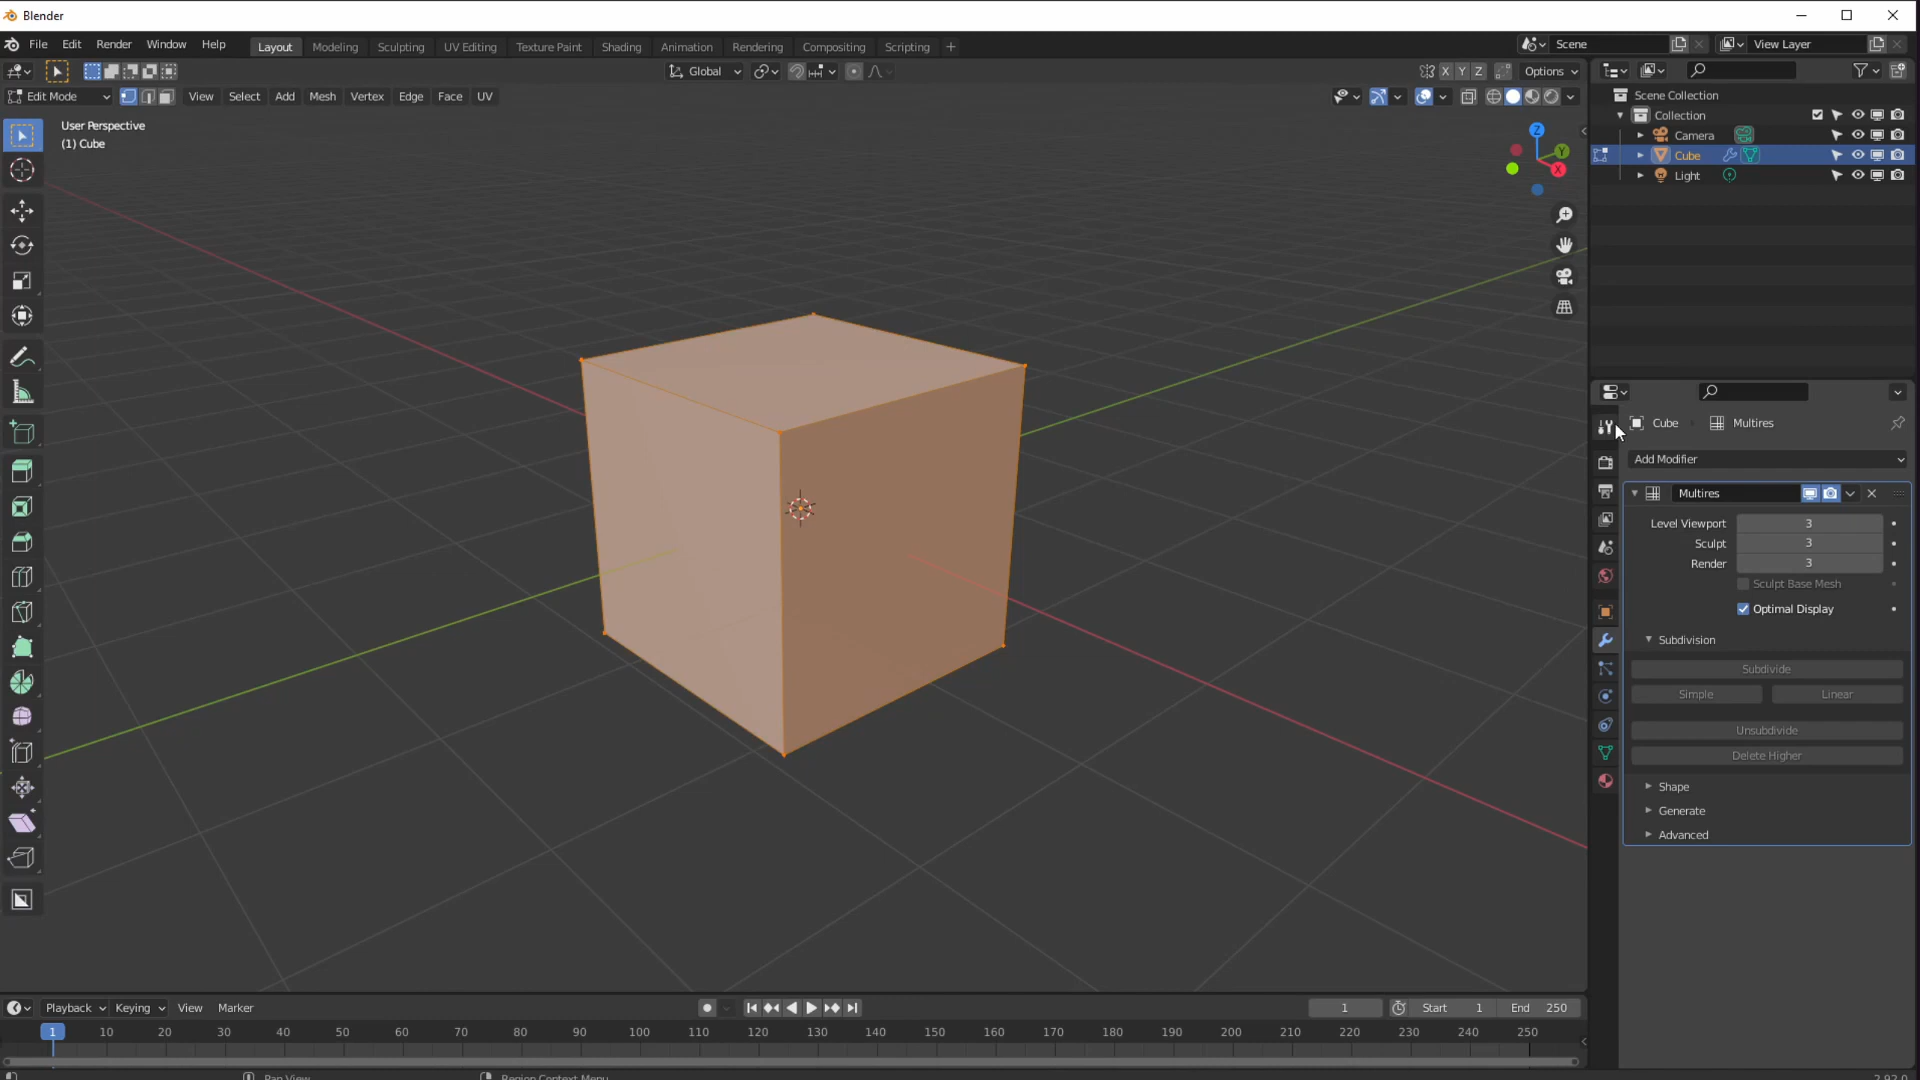 Blender
File Edit Render Window Help Layout Modeling Sculpting UV Editing Texture Paint Shading Animation Rendering Compositing Scripting + Scene View Layer
Global X Y Z Options
Edit Mode View Select Add Mesh Vertex Edge Face UV
User Perspective
(1) Cube
Z
Y
X
Scene Collection
Collection
Camera
Cube
Light
Cube Multires
Add Modifier
Multires
Level Viewport 3
Sculpt 3
Render 3
Sculpt Base Mesh
Optimal Display
Subdivision
Subdivide
Simple Linear
Unsubdivide
Delete Higher
Shape
Generate
Advanced
Playback Keying View Marker 1 Start 1 End 250
1 10 20 30 40 50 60 70 80 90 100 110 120 130 140 150 160 170 180 190 200 210 220 230 240 250
Pan View Region Context Menu 2.92.0